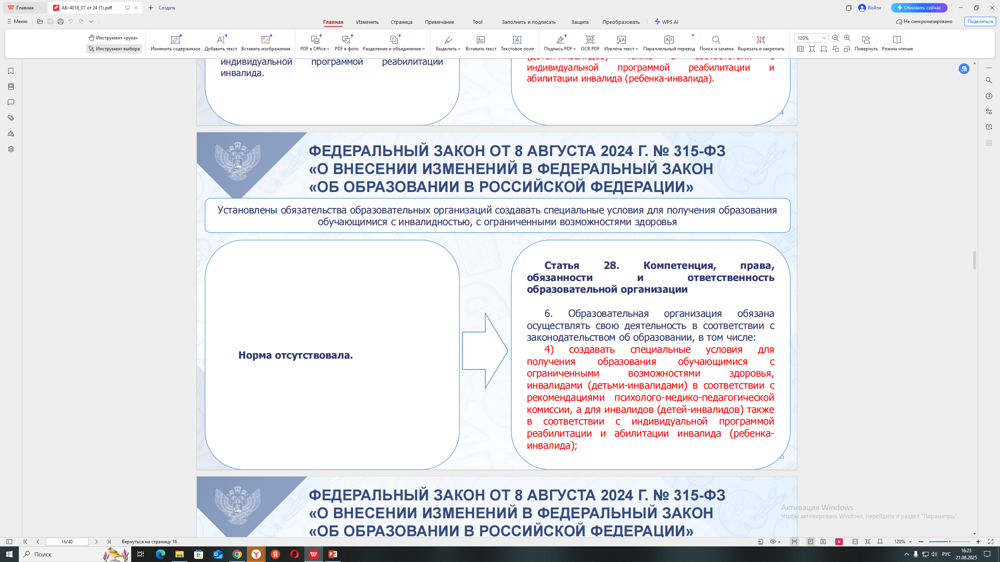 Главная
АБ-4018_07 от 24 (1).pdf
Создать
Войти
Обновить сейчас
Меню
Главная
Изменить
Страница
Примечание
Tool
Заполнить и подписать
Защита
Преобразовать
WPS AI
Не синхронизировано
Поделиться
Инструмент «рука»
Инструмент выбора
Изменить содержимое
Добавить текст
Вставить изображения
PDF в Office
PDF в фото
Разделение и объединение
Выделить
Вставить текст
Текстовое поле
Подпись PDF
OCR PDF
Извлечь текст
Параллельный перевод
Поиск и замена
Вырезать и закрепить
120%
Повернуть
Режим чтения
индивидуальной программой реабилитации
инвалида.
(детей-инвалидов) также в соответствии с
индивидуальной программой реабилитации и
абилитации инвалида (ребенка-инвалида).
4
ФЕДЕРАЛЬНЫЙ ЗАКОН ОТ 8 АВГУСТА 2024 Г. № 315-ФЗ
«О ВНЕСЕНИИ ИЗМЕНЕНИЙ В ФЕДЕРАЛЬНЫЙ ЗАКОН
«ОБ ОБРАЗОВАНИИ В РОССИЙСКОЙ ФЕДЕРАЦИИ»
Установлены обязательства образовательных организаций создавать специальные условия для получения образования
обучающимися с инвалидностью, с ограниченными возможностями здоровья
Норма отсутствовала.
Статья 28. Компетенция, права,
обязанности и ответственность
образовательной организации
6. Образовательная организация обязана
осуществлять свою деятельность в соответствии с
законодательством об образовании, в том числе:
4) создавать специальные условия для
получения образования обучающимися с
ограниченными возможностями здоровья,
инвалидами (детьми-инвалидами) в соответствии с
рекомендациями психолого-медико-педагогической
комиссии, а для инвалидов (детей-инвалидов) также
в соответствии с индивидуальной программой
реабилитации и абилитации инвалида (ребенка-
инвалида);
ФЕДЕРАЛЬНЫЙ ЗАКОН ОТ 8 АВГУСТА 2024 Г. № 315-ФЗ
«О ВНЕСЕНИИ ИЗМЕНЕНИЙ В ФЕДЕРАЛЬНЫЙ ЗАКОН
«ОБ ОБРАЗОВАНИИ В РОССИЙСКОЙ ФЕДЕРАЦИИ»
Активация Windows
Чтобы активировать Windows, перейдите в раздел "Параметры".
16/40
Вернуться на страницу 16
120%
Поиск
РУС
16:23
21.08.2025